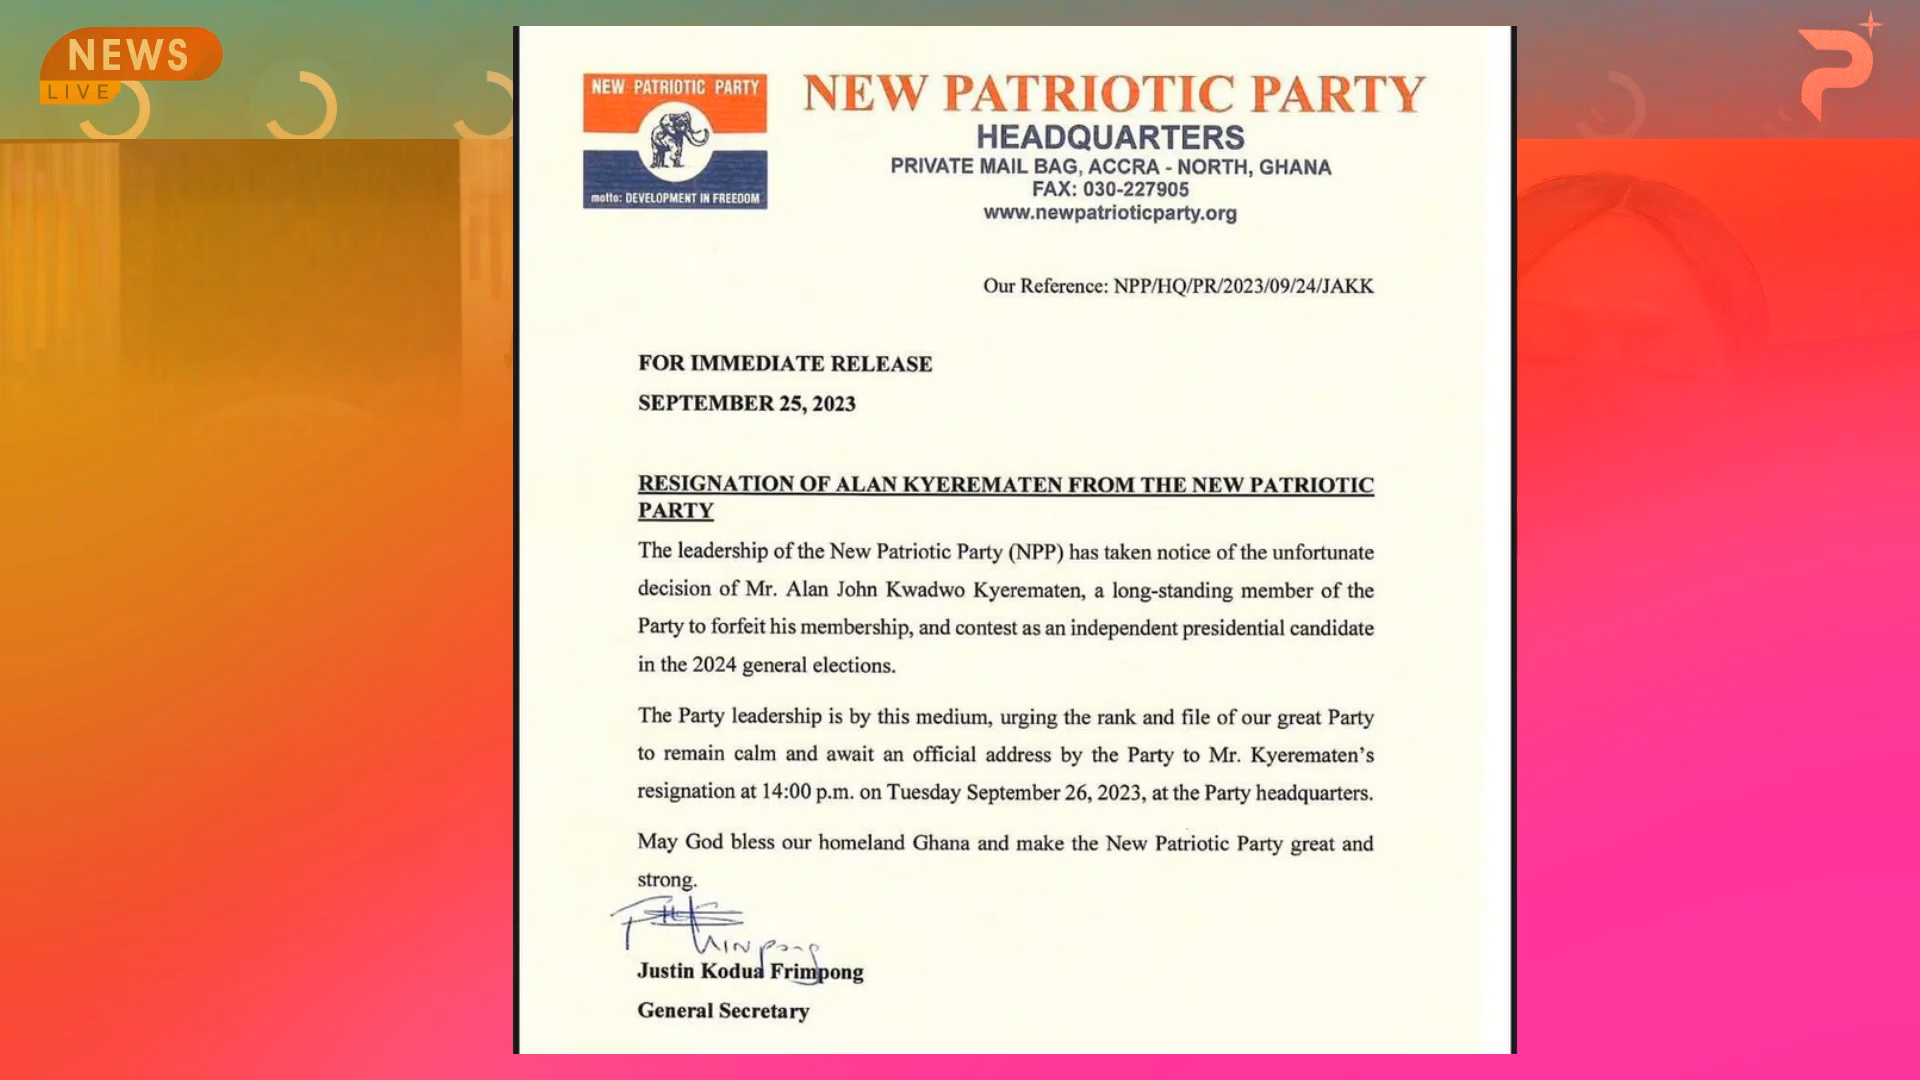 NEWS
LIVE
NEW PATRIOTIC PARTY
motto: DEVELOPMENT IN FREEDOM
NEW PATRIOTIC PARTY
HEADQUARTERS
PRIVATE MAIL BAG, ACCRA - NORTH, GHANA
FAX: 030-227905
www.newpatrioticparty.org
Our Reference: NPP/HQ/PR/2023/09/24/JAKK
FOR IMMEDIATE RELEASE
SEPTEMBER 25, 2023
RESIGNATION OF ALAN KYEREMATEN FROM THE NEW PATRIOTIC
PARTY
The leadership of the New Patriotic Party (NPP) has taken notice of the unfortunate
decision of Mr. Alan John Kwadwo Kyerematen, a long-standing member of the
Party to forfeit his membership, and contest as an independent presidential candidate
in the 2024 general elections.
The Party leadership is by this medium, urging the rank and file of our great Party
to remain calm and await an official address by the Party to Mr. Kyerematen's
resignation at 14:00 p.m. on Tuesday September 26, 2023, at the Party headquarters.
May God bless our homeland Ghana and make the New Patriotic Party great and
strong.
Justin Kodua Frimpong
General Secretary